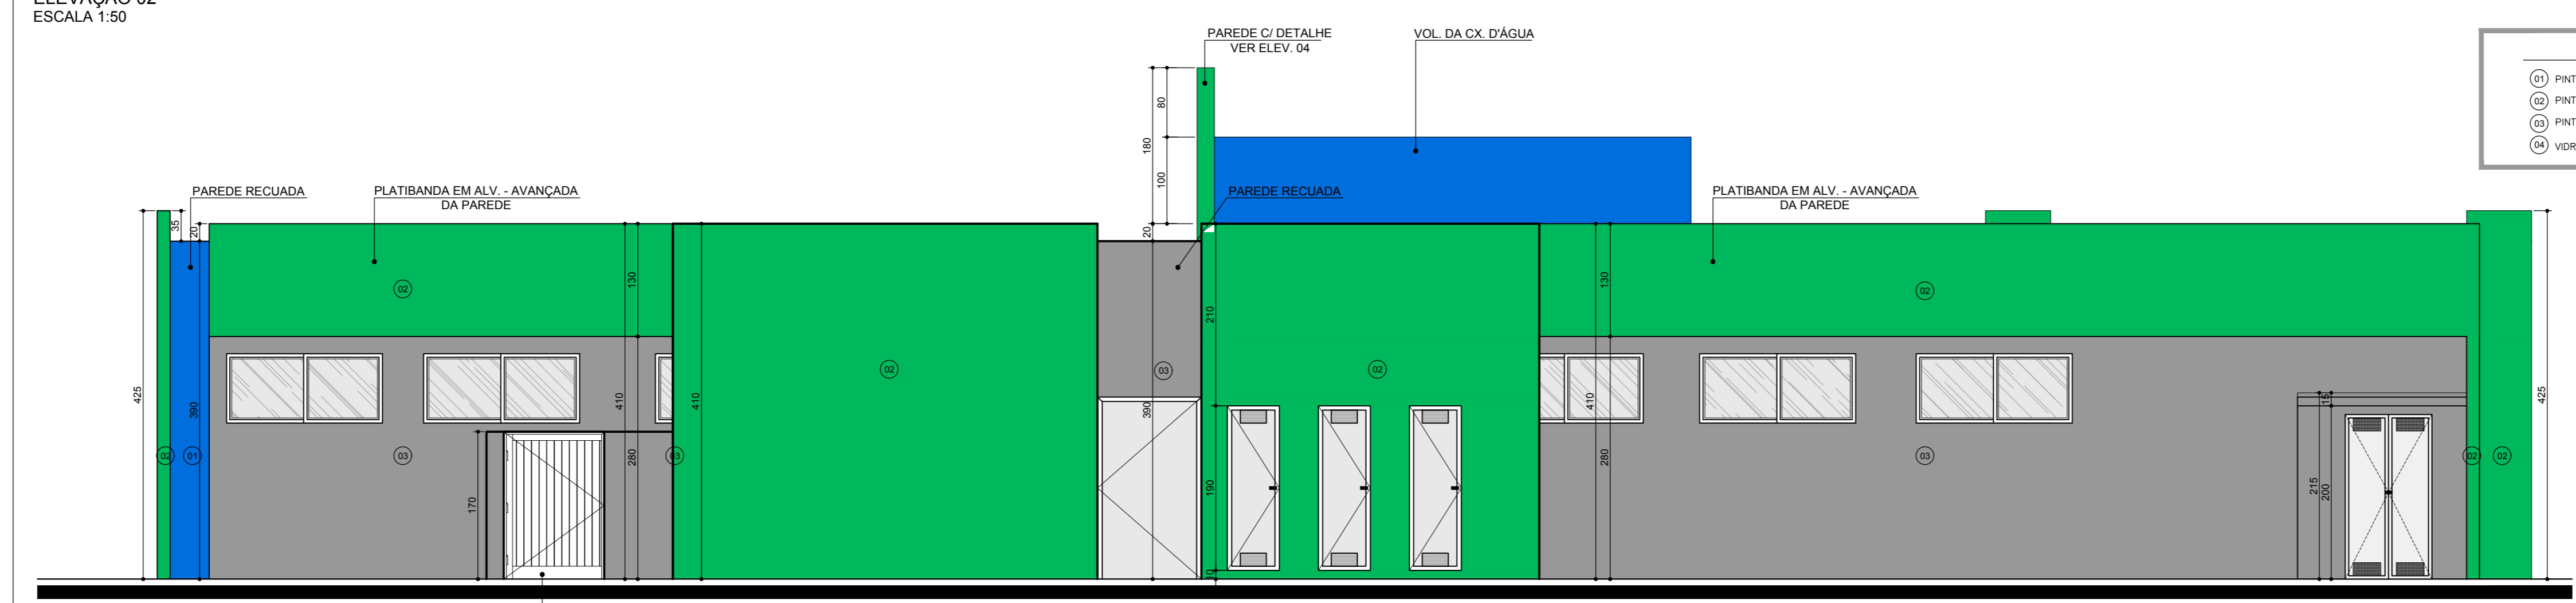 ELEVAÇÃO 02
ESCALA 1:50
PAREDE C/ DETALHE
VER ELEV. 04
VOL. DA CX. D'ÁGUA
01 PINT
02 PINT
03 PINT
04 VIDR
PAREDE RECUADA
PLATIBANDA EM ALV. - AVANÇADA
DA PAREDE
PAREDE RECUADA
PLATIBANDA EM ALV. - AVANÇADA
DA PAREDE
80
180
100
35
20
20
130
210
130
02
02
425
390
410
410
02
390
03
02
410
15
425
02
01
03
280
03
170
190
10
280
03
215
200
02
02